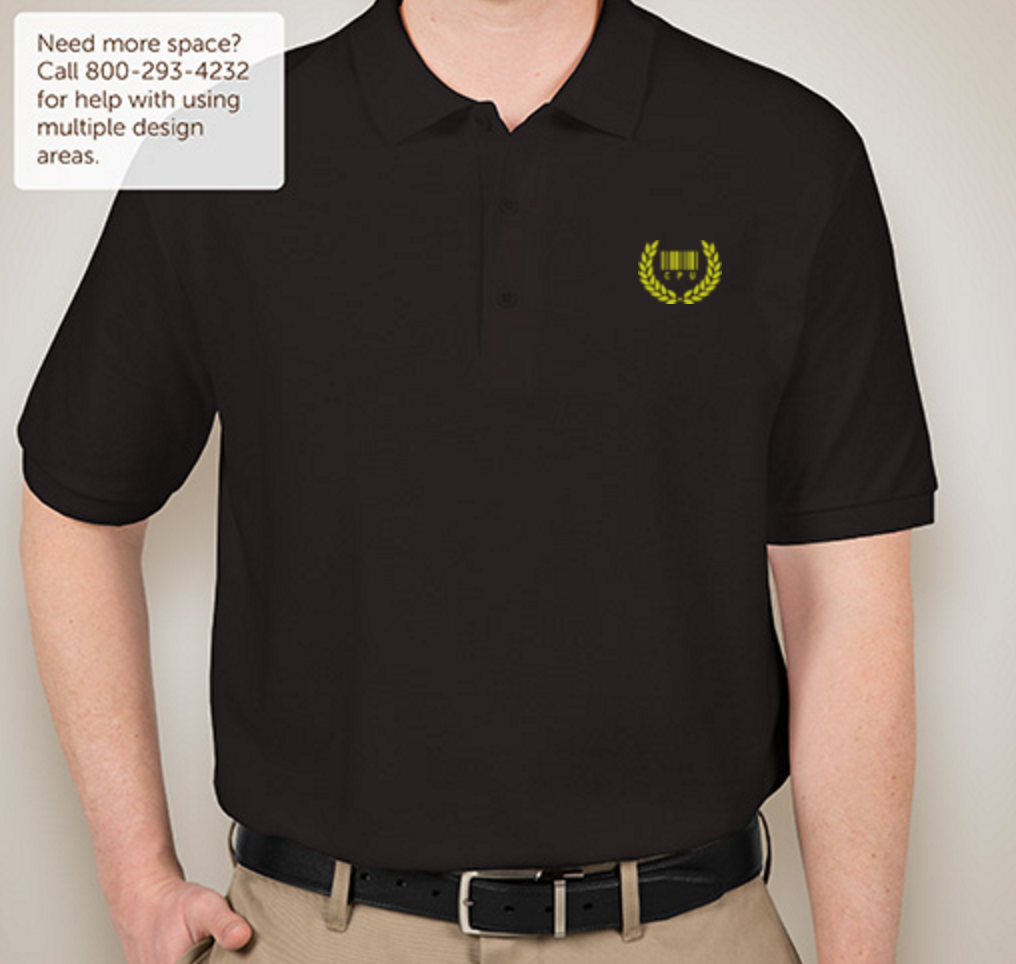 Need more space?
Call 800-293-4232
for help with using
multiple design
areas.
CPU